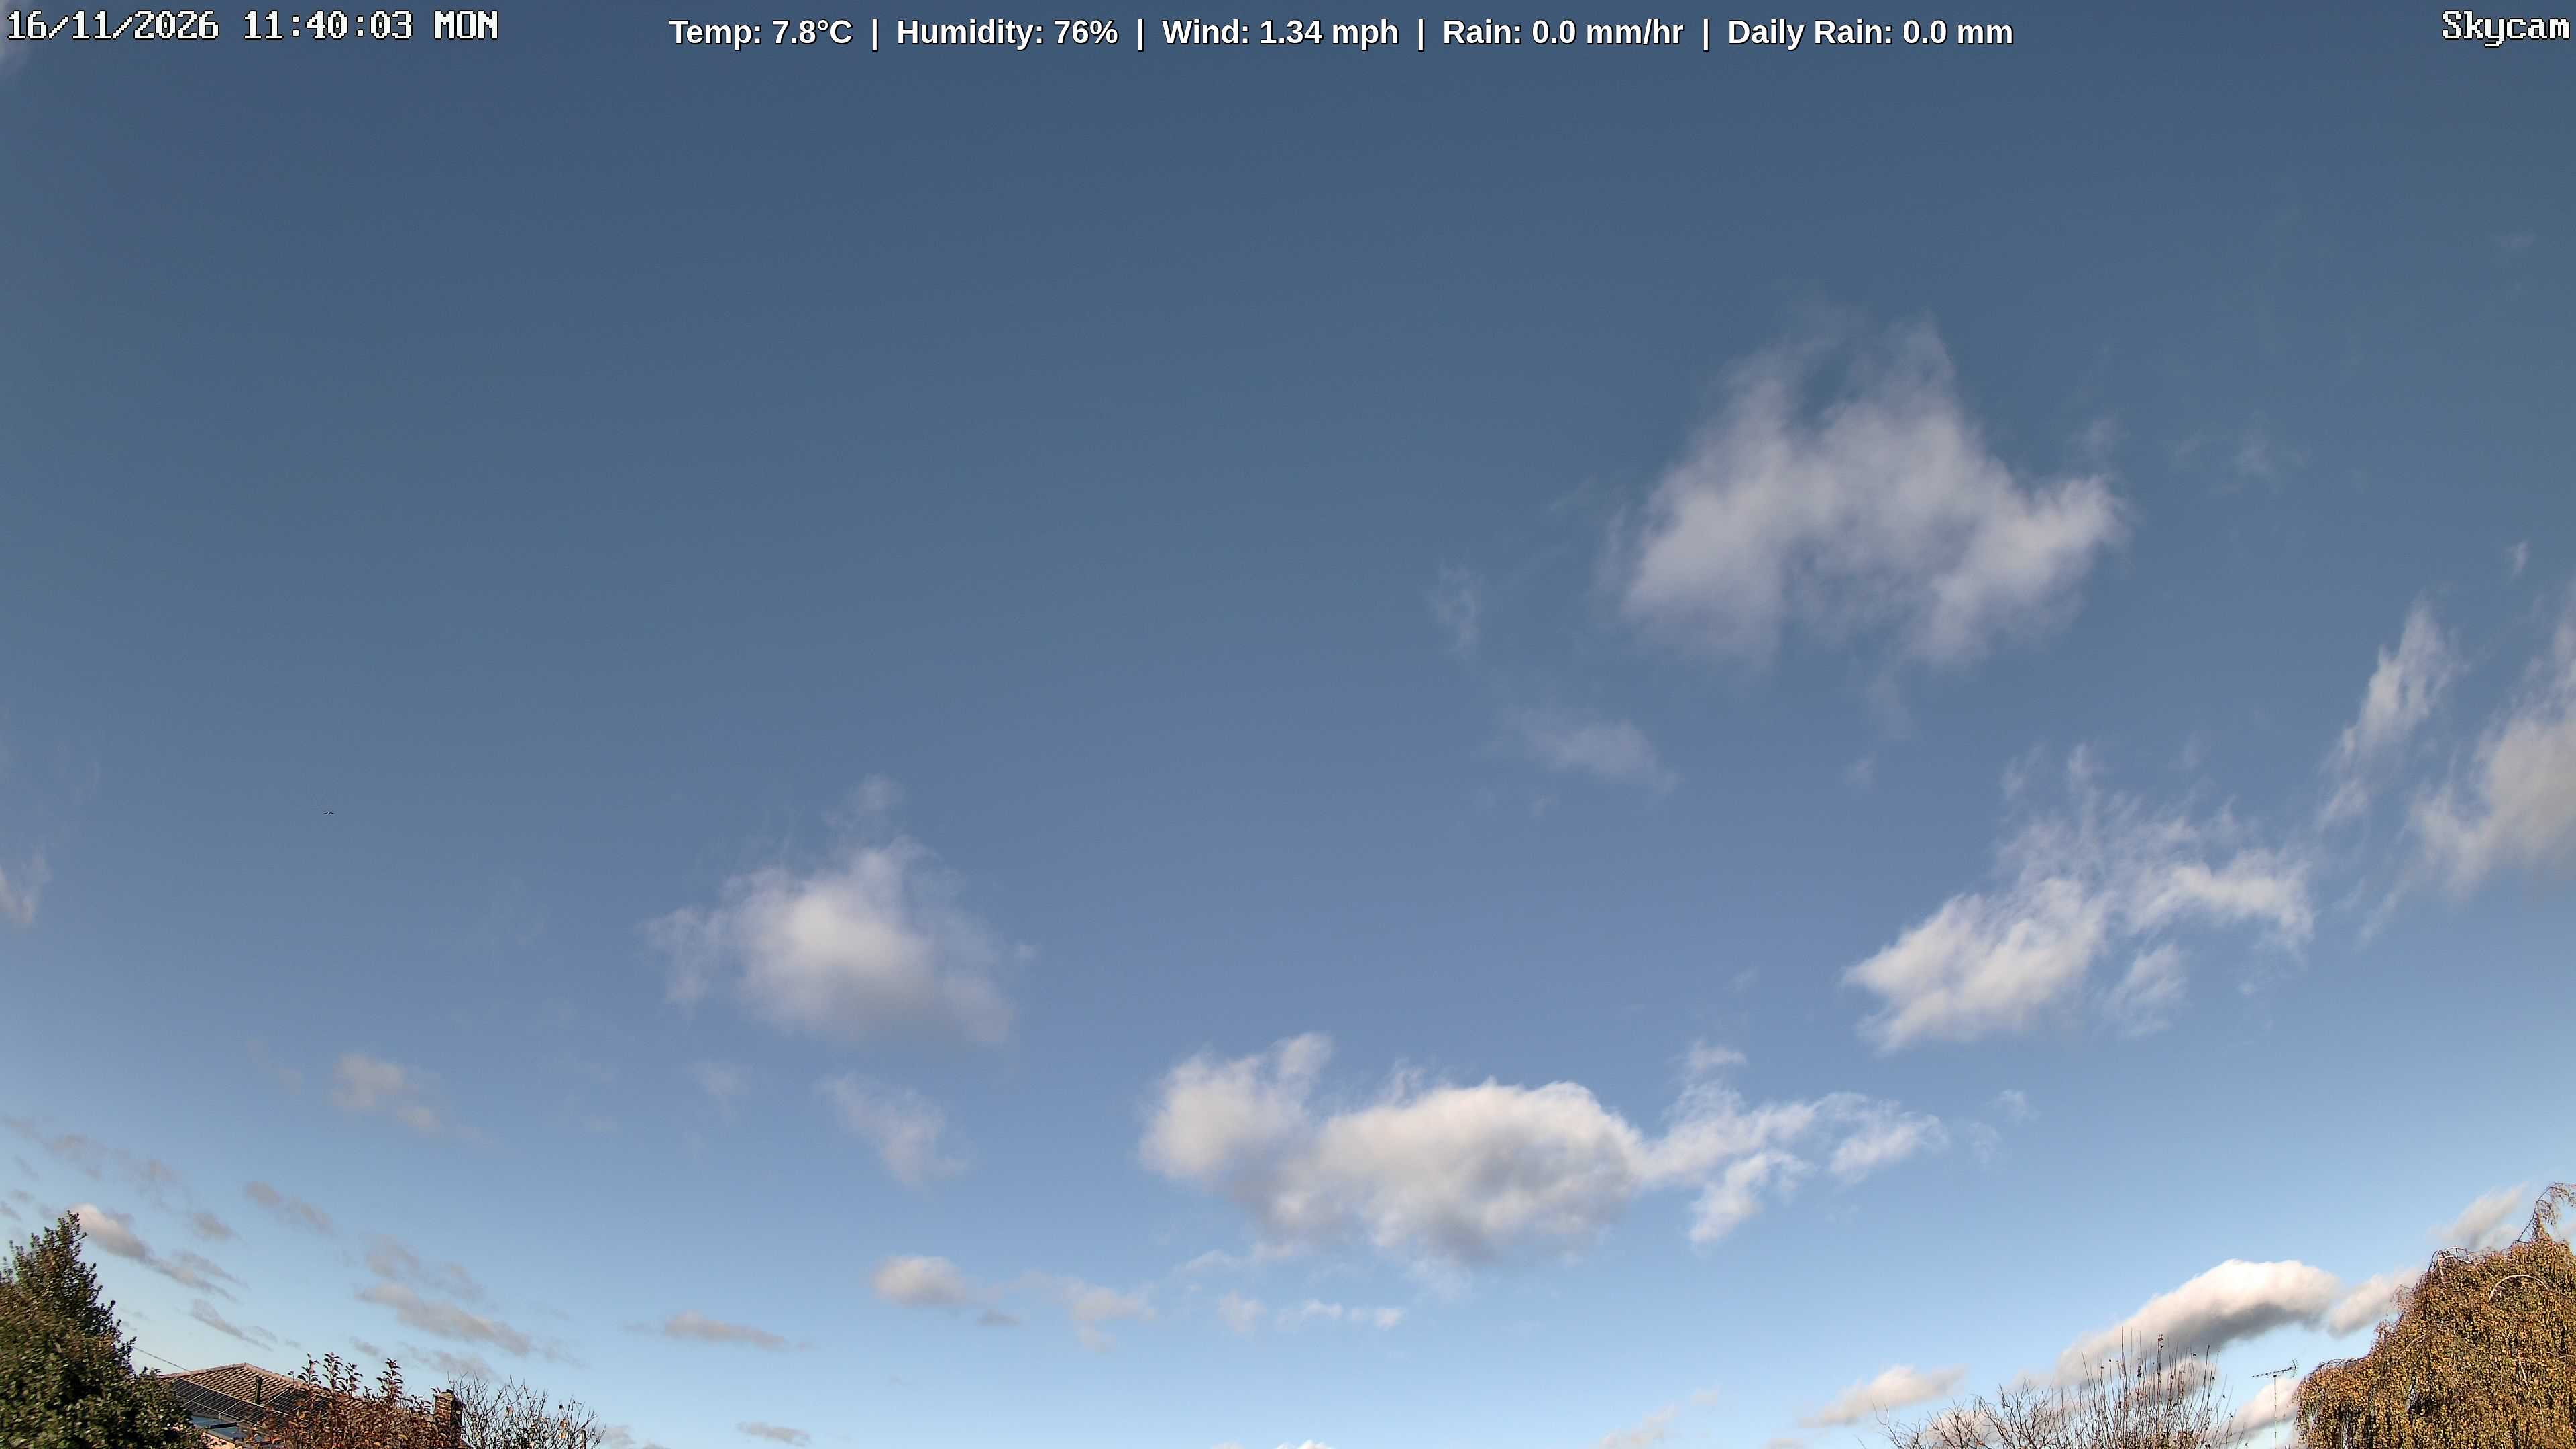 16/11/2026 11:40:03 MON
Temp: 7.8°C | Humidity: 76% | Wind: 1.34 mph | Rain: 0.0 mm/hr | Daily Rain: 0.0 mm
Skycam